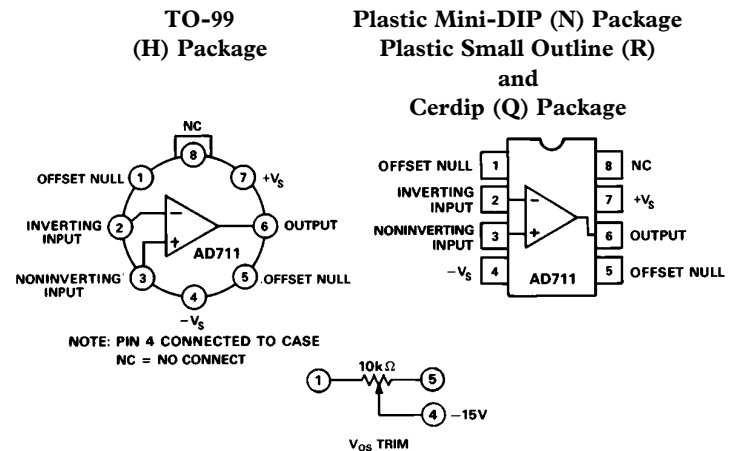 TO-99
(H) Package
NC
8
OFFSET NULL
1
7
+VS
INVERTING
INPUT
2
6
OUTPUT
AD711
NONINVERTING
INPUT
3
5
OFFSET NULL
4
−VS
NOTE: PIN 4 CONNECTED TO CASE
NC = NO CONNECT
Plastic Mini-DIP (N) Package
Plastic Small Outline (R)
and
Cerdip (Q) Package
OFFSET NULL 1
8 NC
INVERTING
INPUT
2
7 +VS
NONINVERTING
INPUT
3
6 OUTPUT
−VS 4
AD711
5 OFFSET NULL
10kΩ
1
5
4 −15V
VOS TRIM